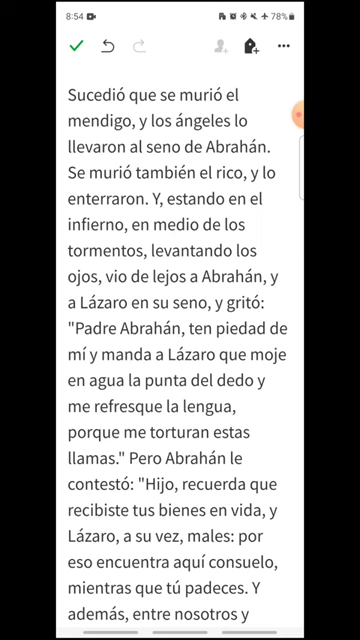 8:54
78%
Sucedió que se murió el
mendigo, y los ángeles lo
llevaron al seno de Abrahán.
Se murió también el rico, y lo
enterraron. Y, estando en el
infierno, en medio de los
tormentos, levantando los
ojos, vio de lejos a Abrahán, y
a Lázaro en su seno, y gritó:
"Padre Abrahán, ten piedad de
mí y manda a Lázaro que moje
en agua la punta del dedo y
me refresque la lengua,
porque me torturan estas
llamas." Pero Abrahán le
contestó: "Hijo, recuerda que
recibiste tus bienes en vida, y
Lázaro, a su vez, males: por
eso encuentra aquí consuelo,
mientras que tú padeces. Y
además, entre nosotros y